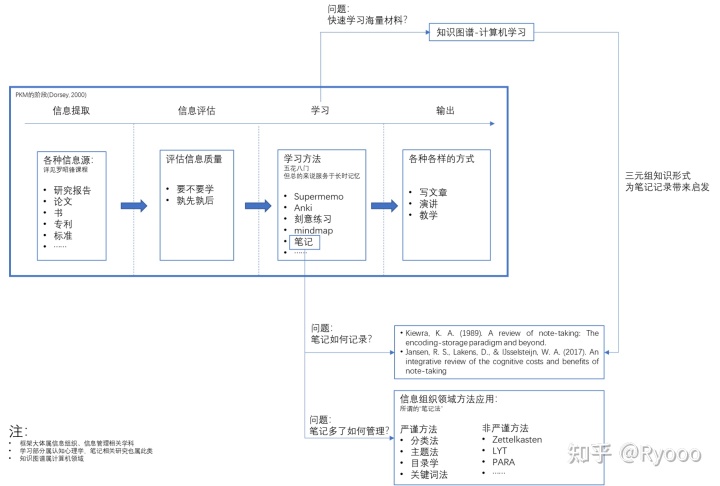 问题：
快速学习海量材料?
知识图谱-计算机学习
PKM的阶段(Dorsey, 2000)
信息提取
信息评估
学习
输出
各种信息源:
详见罗昭锋课程
• 研究报告
• 论文
• 书
• 专利
• 标准
• ……
评估信息质量
• 要不要学
• 孰先孰后
学习方法
五花八门
但总的来说服务于长时记忆
• Supermemo
• Anki
• 刻意练习
• mindmap
• 笔记
• ……
各种各样的方式
• 写文章
• 演讲
• 教学
三元组知识形式
为笔记记录带来启发
问题：
笔记如何记录?
• Kiewra, K. A. (1989). A review of note-taking: The
encoding-storage paradigm and beyond.
• Jansen, R. S., Lakens, D., & IJsselsteijn, W. A. (2017). An
integrative review of the cognitive costs and benefits of
note-taking
问题：
笔记多了如何管理?
信息组织领域方法应用:
所谓的“笔记法”
严谨方法
• 分类法
• 主题法
• 目录学
• 关键词法
非严谨方法
• Zettelkasten
• LYT
• PARA
• ……
注：
• 框架大体属信息组织、信息管理相关学科
• 学习部分属认知心理学、笔记相关研究也属此类
• 知识图谱属计算机领域
知乎 @Ryooo